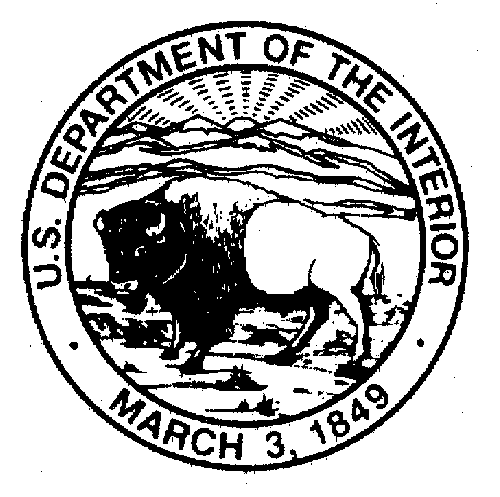 U.S. DEPARTMENT OF THE INTERIOR
MARCH 3, 1849